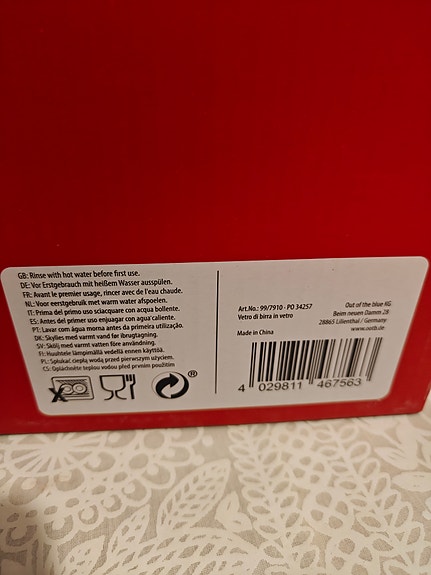 GB: Rinse with hot water before first use.
DE: Vor Erstgebrauch mit heißem Wasser ausspülen.
FR: Avant le premier usage, rincer avec de l'eau chaude.
NL: Voor eerstgebruik met warm water afspoelen.
IT: Prima del primo uso sciacquare con acqua bollente.
ES: Antes del primer uso enjuagar con agua caliente.
PT: Lavar com água morna antes da primeira utilização.
DK: Skylles med varmt vand før ibrugtagning.
SV: Skölj med varmt vatten före användning.
FI: Huuhtele lämpimällä vedellä ennen käyttöä.
PL: Spłukać ciepłą wodą przed pierwszym użyciem.
CS: Opláchněte teplou vodou před prvním použitím
®
Art.No.: 99/7910 - PO 34257
Vetro di birra in vetro
Made in China
Out of the blue KG
Beim neuen Damm 28
28865 Lilienthal / Germany
www.ootb.de
4 029811 467563